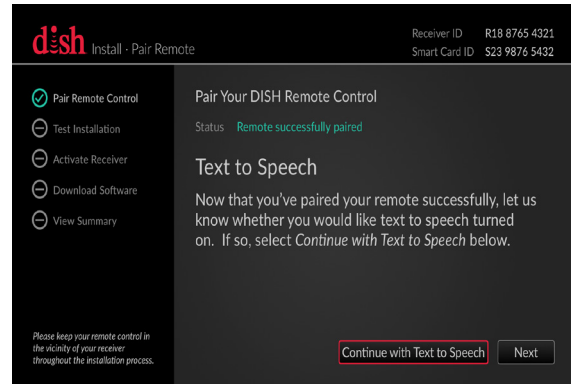 dish Install - Pair Remote
Receiver ID R18 8765 4321
Smart Card ID S23 9876 5432
Pair Remote Control
Test Installation
Activate Receiver
Download Software
View Summary
Please keep your remote control in
the vicinity of your receiver
throughout the installation process.
Pair Your DISH Remote Control
Status Remote successfully paired
Text to Speech
Now that you've paired your remote successfully, let us
know whether you would like text to speech turned
on. If so, select Continue with Text to Speech below.
Continue with Text to Speech
Next